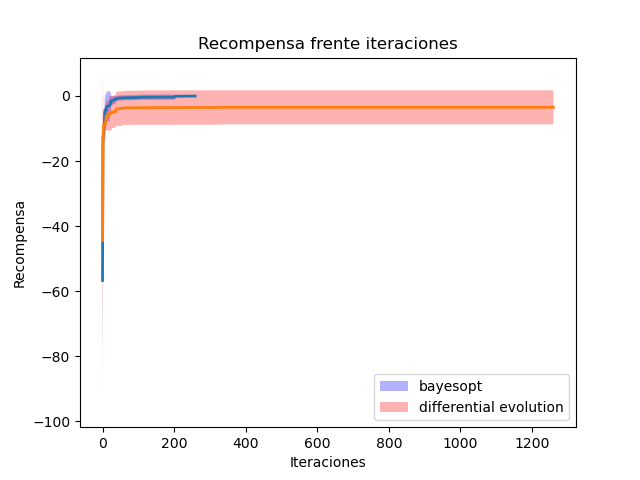 Recompensa frente iteraciones
Recompensa
0
−20
−40
−60
−80
−100
0 200 400 600 800 1000 1200
Iteraciones
bayesopt
differential evolution